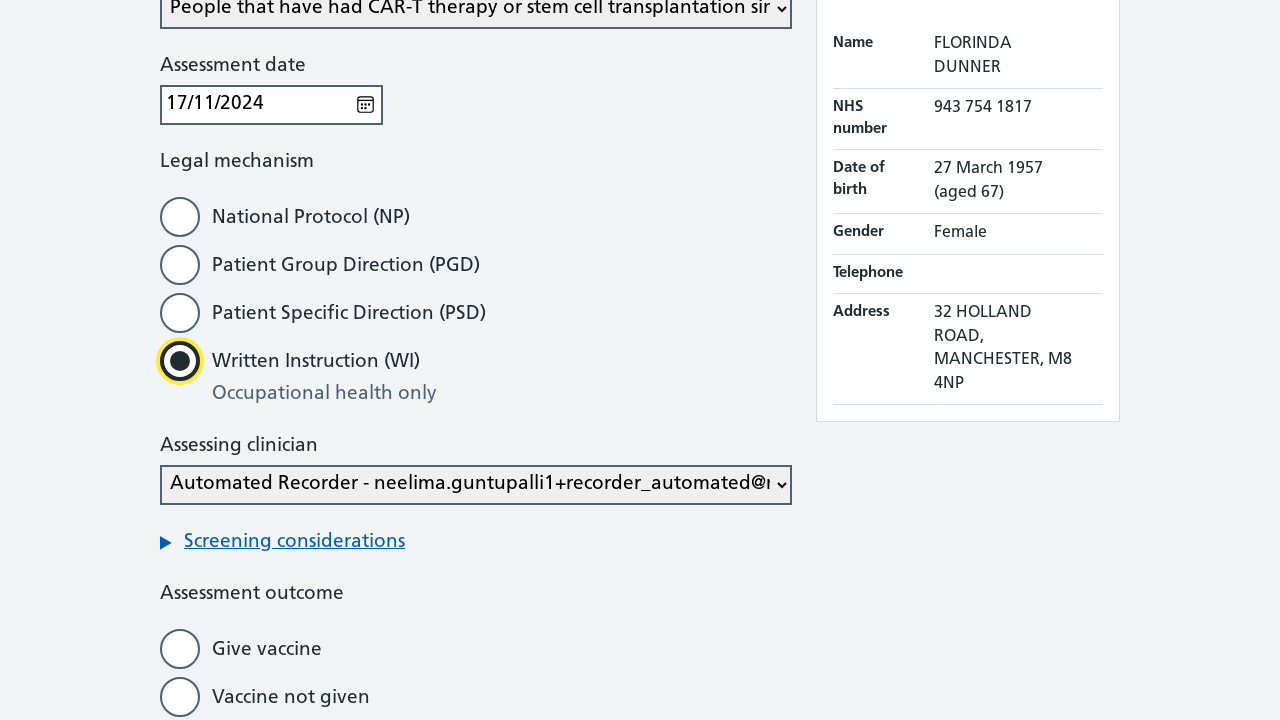 People that have had CAR-T therapy or stem cell transplantation sin
Assessment date
17/11/2024
Legal mechanism
National Protocol (NP)
Patient Group Direction (PGD)
Patient Specific Direction (PSD)
Written Instruction (WI)
Occupational health only
Assessing clinician
Automated Recorder - neelima.guntupalli1+recorder_automated@n
Screening considerations
Assessment outcome
Give vaccine
Vaccine not given
Name
FLORINDA
DUNNER
NHS
number
943 754 1817
Date of
birth
27 March 1957
(aged 67)
Gender
Female
Telephone
Address
32 HOLLAND
ROAD,
MANCHESTER, M8
4NP